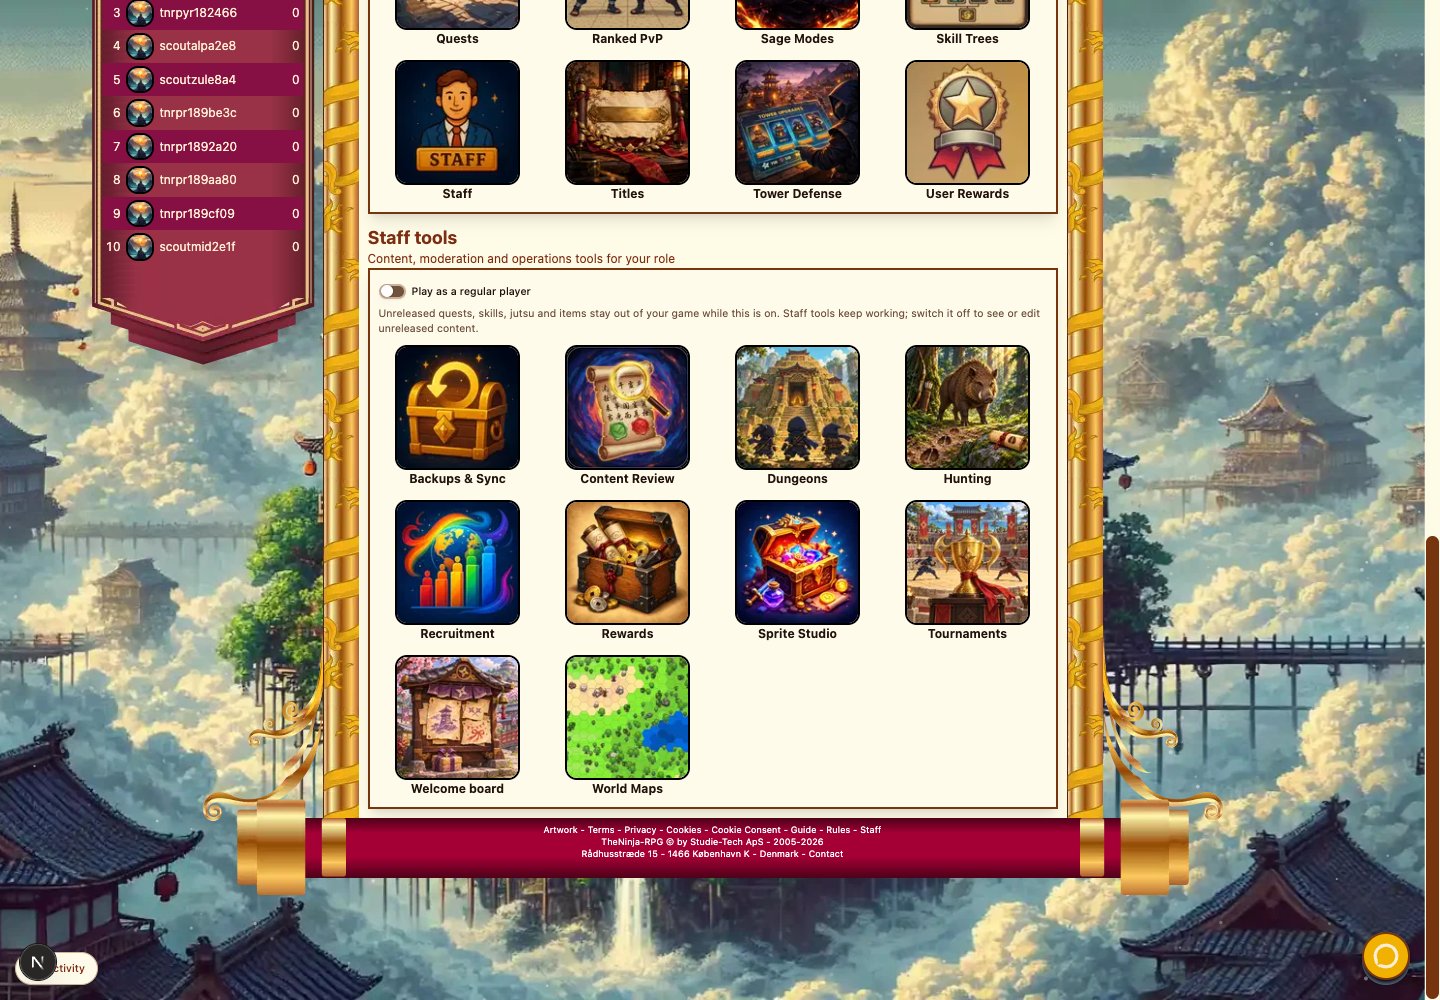 3 tnrpyr182466 0
4 scoutalpa2e8 0
5 scoutzule8a4 0
6 tnrpr189be3c 0
7 tnrpr1892a20 0
8 tnrpr189aa80 0
9 tnrpr189cf09 0
10 scoutmid2e1f 0
Quests
Ranked PvP
Sage Modes
Skill Trees
STAFF
TOWER UPGRADES
Staff
Titles
Tower Defense
User Rewards
Staff tools
Content, moderation and operations tools for your role
Play as a regular player
Unreleased quests, skills, jutsu and items stay out of your game while this is on. Staff tools keep working; switch it off to see or edit
unreleased content.
Backups & Sync
Content Review
Dungeons
Hunting
Recruitment
Rewards
Sprite Studio
Tournaments
Welcome board
World Maps
Artwork - Terms - Privacy - Cookies - Cookie Consent - Guide - Rules - Staff
TheNinja-RPG © by Studie-Tech ApS - 2005-2026
Rådhusstræde 15 - 1466 København K - Denmark - Contact
N
ctivity